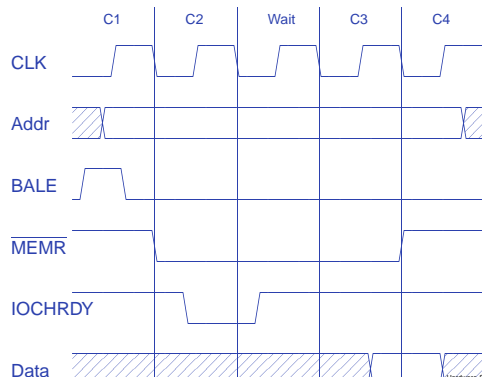 C1 C2 Wait C3 C4
CLK
Addr
BALE
MEMR
IOCHRDY
Data